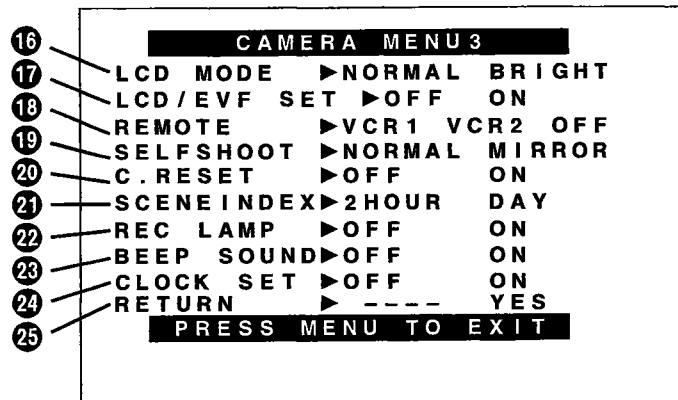 CAMERA MENU3
16 LCD MODE ►NORMAL BRIGHT
17 LCD/EVF SET ►OFF ON
18 REMOTE ►VCR1 VCR2 OFF
19 SELFSHOOT ►NORMAL MIRROR
20 C.RESET ►OFF ON
21 SCENEINDEX►2HOUR DAY
22 REC LAMP ►OFF ON
23 BEEP SOUND►OFF ON
24 CLOCK SET ►OFF ON
25 RETURN ► ---- YES
PRESS MENU TO EXIT